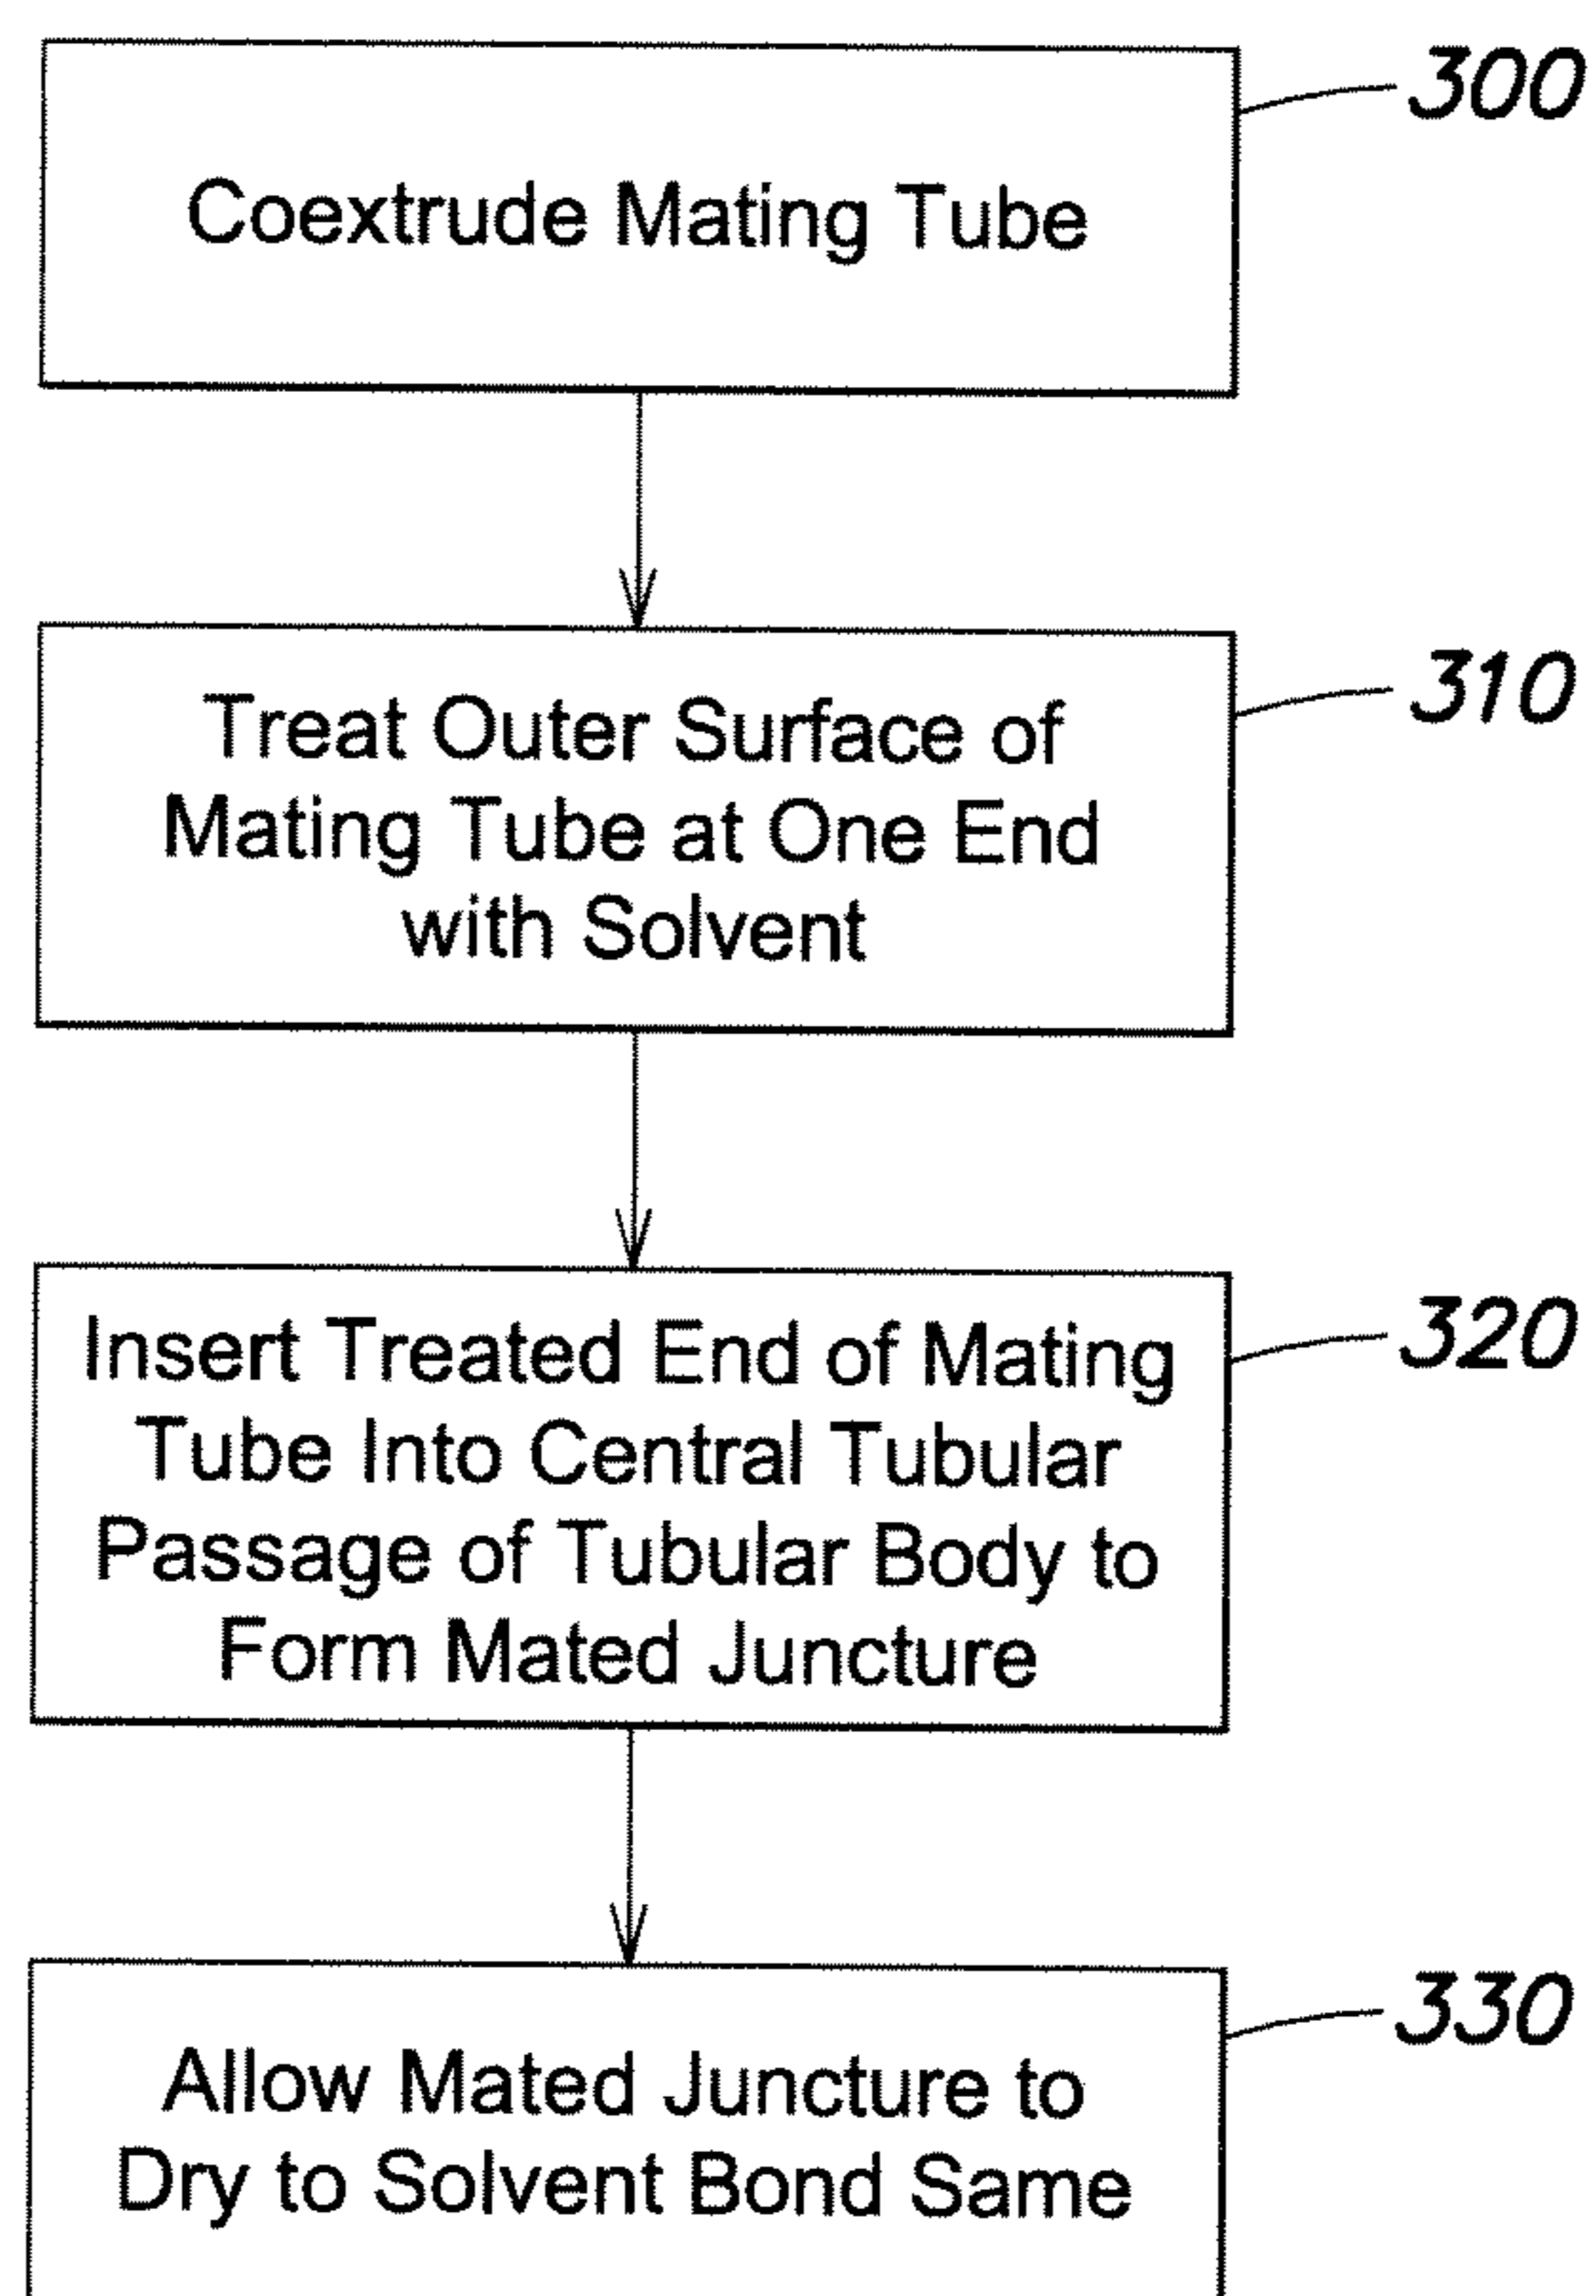 300
Coextrude Mating Tube
310
Treat Outer Surface of
Mating Tube at One End
with Solvent
320
Insert Treated End of Mating
Tube Into Central Tubular
Passage of Tubular Body to
Form Mated Juncture
330
Allow Mated Juncture to
Dry to Solvent Bond Same